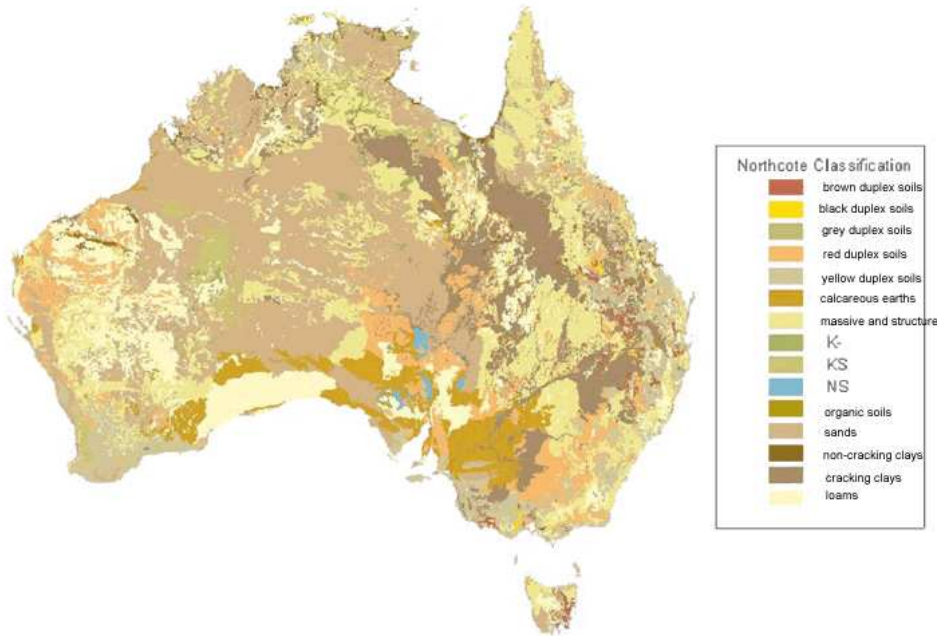 Northcote Classification
brown duplex soils
black duplex soils
grey duplex soils
red duplex soils
yellow duplex soils
calcareous earths
massive and structure
K-
KS
NS
organic soils
sands
non-cracking clays
cracking clays
loams